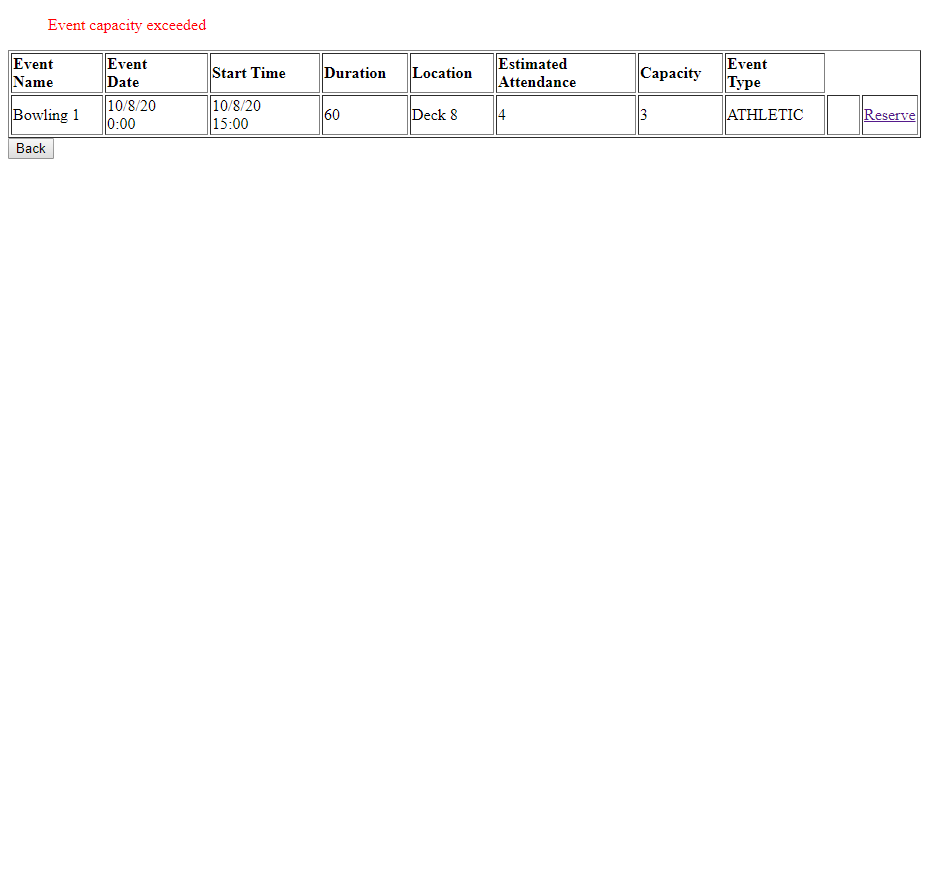 Event capacity exceeded
Event Name Event Date Start Time Duration Location Estimated Attendance Capacity Event Type
Bowling 1 10/8/20 0:00 10/8/20 15:00 60 Deck 8 4 3 ATHLETIC Reserve
Back